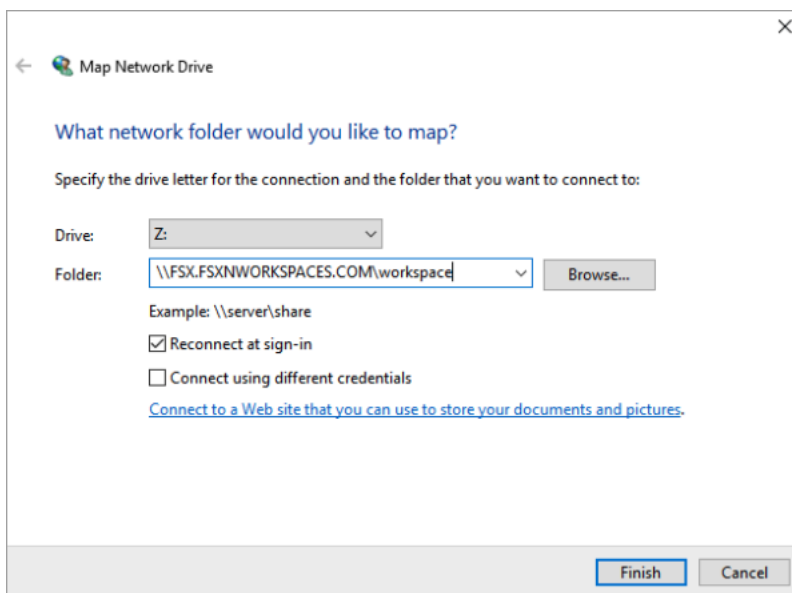 Map Network Drive
What network folder would you like to map?
Specify the drive letter for the connection and the folder that you want to connect to:
Drive: Z:
Folder: \\FSX.FSXNWORKSPACES.COM\workspace Browse...
Example: \\server\share
Reconnect at sign-in
Connect using different credentials
Connect to a Web site that you can use to store your documents and pictures.
Finish Cancel